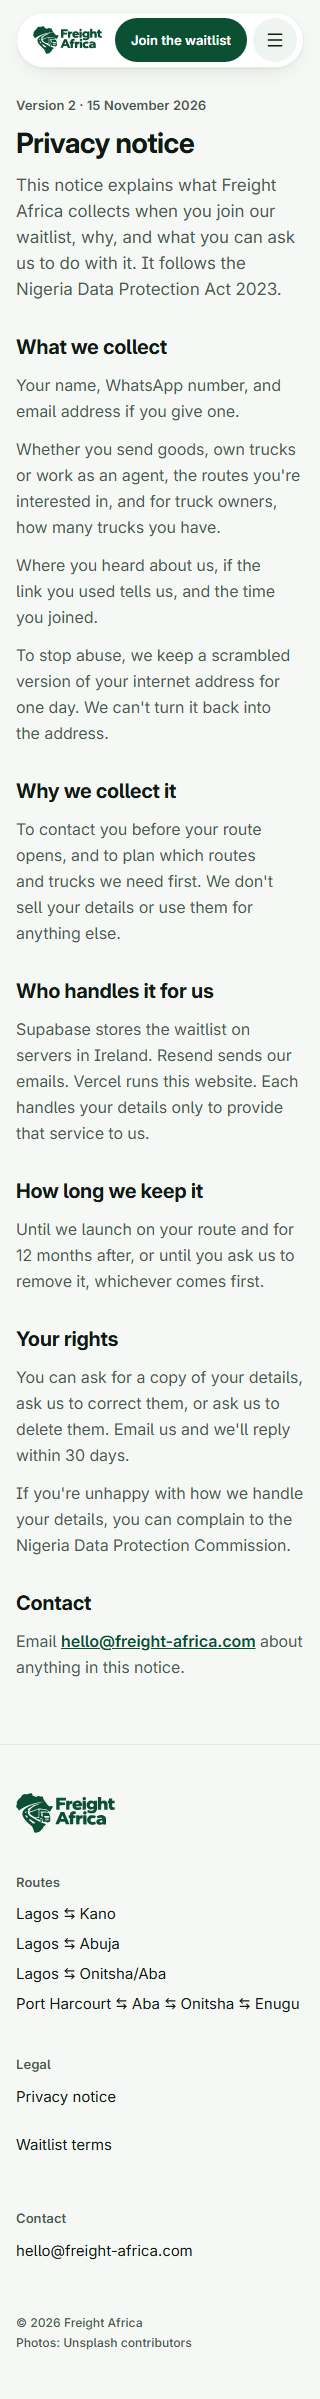 Freight
Africa
Join the waitlist
Version 2 · 15 November 2026
Privacy notice
This notice explains what Freight
Africa collects when you join our
waitlist, why, and what you can ask
us to do with it. It follows the
Nigeria Data Protection Act 2023.
What we collect
Your name, WhatsApp number, and
email address if you give one.
Whether you send goods, own trucks
or work as an agent, the routes you're
interested in, and for truck owners,
how many trucks you have.
Where you heard about us, if the
link you used tells us, and the time
you joined.
To stop abuse, we keep a scrambled
version of your internet address for
one day. We can't turn it back into
the address.
Why we collect it
To contact you before your route
opens, and to plan which routes
and trucks we need first. We don't
sell your details or use them for
anything else.
Who handles it for us
Supabase stores the waitlist on
servers in Ireland. Resend sends our
emails. Vercel runs this website. Each
handles your details only to provide
that service to us.
How long we keep it
Until we launch on your route and for
12 months after, or until you ask us to
remove it, whichever comes first.
Your rights
You can ask for a copy of your details,
ask us to correct them, or ask us to
delete them. Email us and we'll reply
within 30 days.
If you're unhappy with how we handle
your details, you can complain to the
Nigeria Data Protection Commission.
Contact
Email hello@freight-africa.com about
anything in this notice.
Freight
Africa
Routes
Lagos ⇆ Kano
Lagos ⇆ Abuja
Lagos ⇆ Onitsha/Aba
Port Harcourt ⇆ Aba ⇆ Onitsha ⇆ Enugu
Legal
Privacy notice
Waitlist terms
Contact
hello@freight-africa.com
© 2026 Freight Africa
Photos: Unsplash contributors